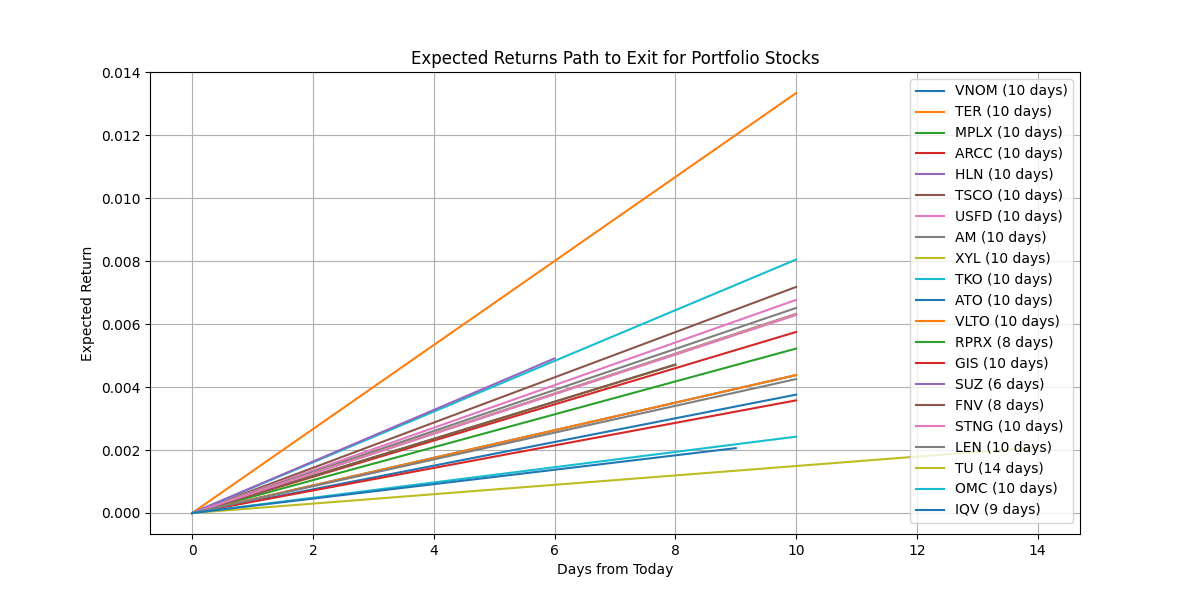 Expected Returns Path to Exit for Portfolio Stocks
0.014
0.012
0.010
0.008
0.006
0.004
0.002
0.000
Expected Return
0 2 4 6 8 10 12 14
Days from Today
VNOM (10 days)
TER (10 days)
MPLX (10 days)
ARCC (10 days)
HLN (10 days)
TSCO (10 days)
USFD (10 days)
AM (10 days)
XYL (10 days)
TKO (10 days)
ATO (10 days)
VLTO (10 days)
RPRX (8 days)
GIS (10 days)
SUZ (6 days)
FNV (8 days)
STNG (10 days)
LEN (10 days)
TU (14 days)
OMC (10 days)
IQV (9 days)